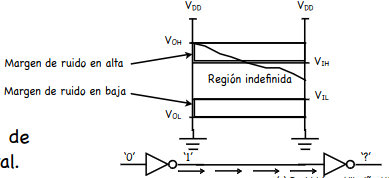 VDD VDD
VOH
Margen de ruido en alta
VIH
Región indefinida
Margen de ruido en baja
VIL
VOL
de
al.
'0' '1' '?'